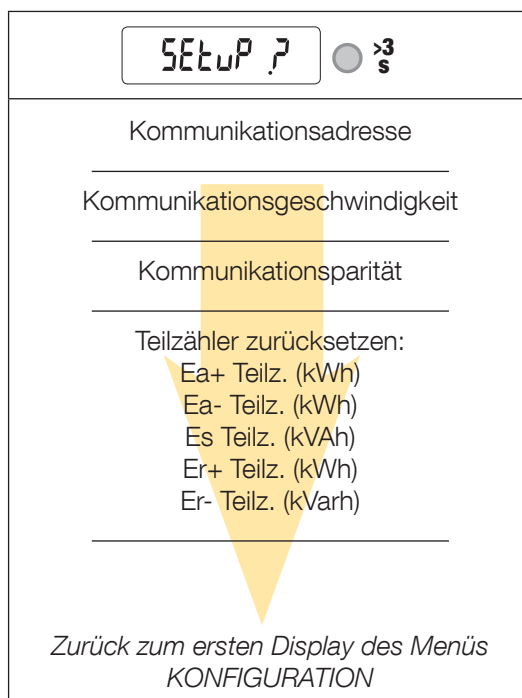 SEtuP ?
>3
s
Kommunikationsadresse
Kommunikationsgeschwindigkeit
Kommunikationsparität
Teilzähler zurücksetzen:
Ea+ Teilz. (kWh)
Ea- Teilz. (kWh)
Es Teilz. (kVAh)
Er+ Teilz. (kWh)
Er- Teilz. (kVarh)
Zurück zum ersten Display des Menüs
KONFIGURATION